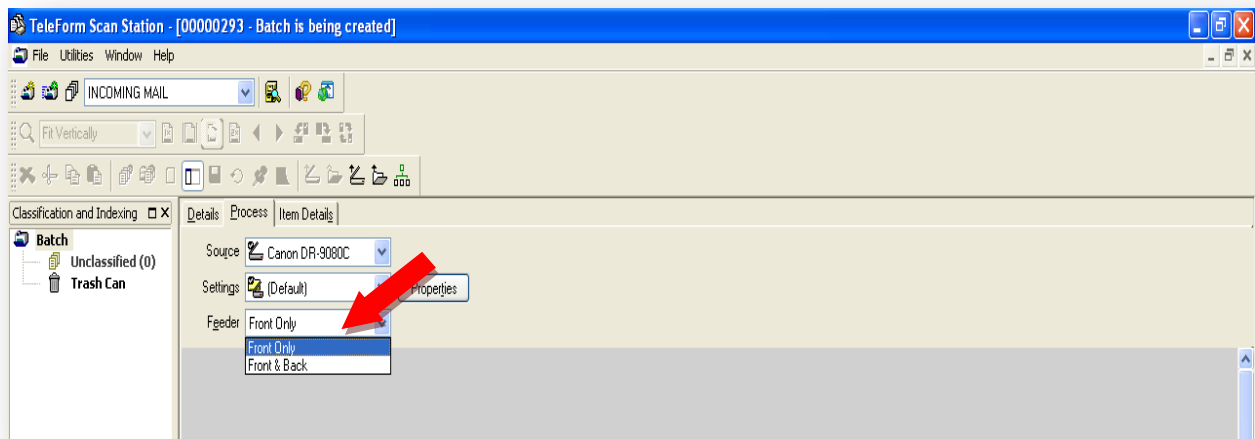 TeleForm Scan Station - [00000293 - Batch is being created]
File Utilities Window Help
INCOMING MAIL
Fit Vertically
Classification and Indexing
Details Process Item Details
Batch
Unclassified (0)
Trash Can
Source Canon DR-9080C
Settings (Default) Properties
Feeder Front Only
Front Only
Front & Back